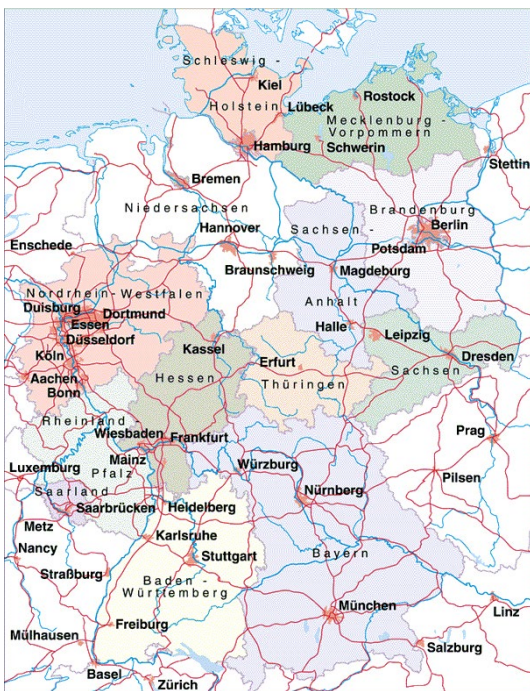 Schleswig -
Kiel
Holstein
Lübeck
Rostock
Mecklenburg -
Vorpommern
Hamburg
Schwerin
Stettin
Bremen
Niedersachsen
Hannover
Brandenburg
Berlin
Sachsen -
Potsdam
Enschede
Braunschweig
Magdeburg
Nordrhein-Westfalen
Anhalt
Duisburg
Dortmund
Essen
Düsseldorf
Halle
Leipzig
Kassel
Köln
Erfurt
Dresden
Aachen
Hessen
Thüringen
Sachsen
Bonn
Rheinland
Wiesbaden
Frankfurt
Prag
Mainz
Luxemburg
Pfalz
Würzburg
Pilsen
Saarland
Nürnberg
Saarbrücken
Heidelberg
Metz
Karlsruhe
Nancy
Stuttgart
Bayern
Straßburg
Baden -
Württemberg
München
Linz
Freiburg
Mülhausen
Salzburg
Basel
Zürich